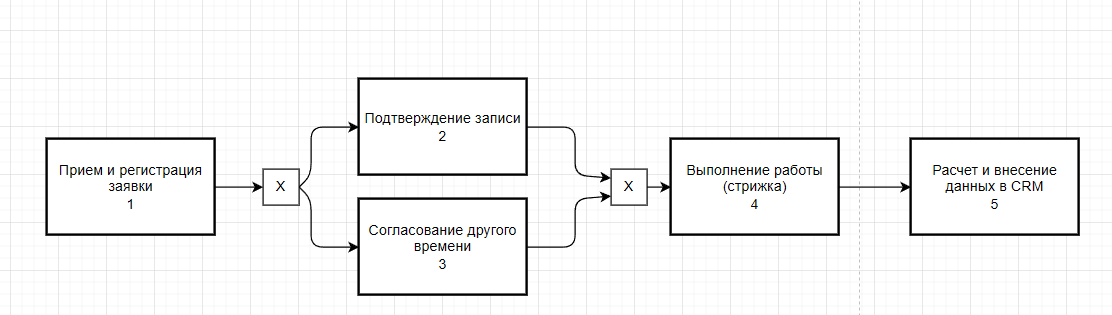 Прием и регистрация
заявки
1
X
Подтверждение записи
2
Согласование другого
времени
3
X
Выполнение работы
(стрижка)
4
Расчет и внесение
данных в CRM
5